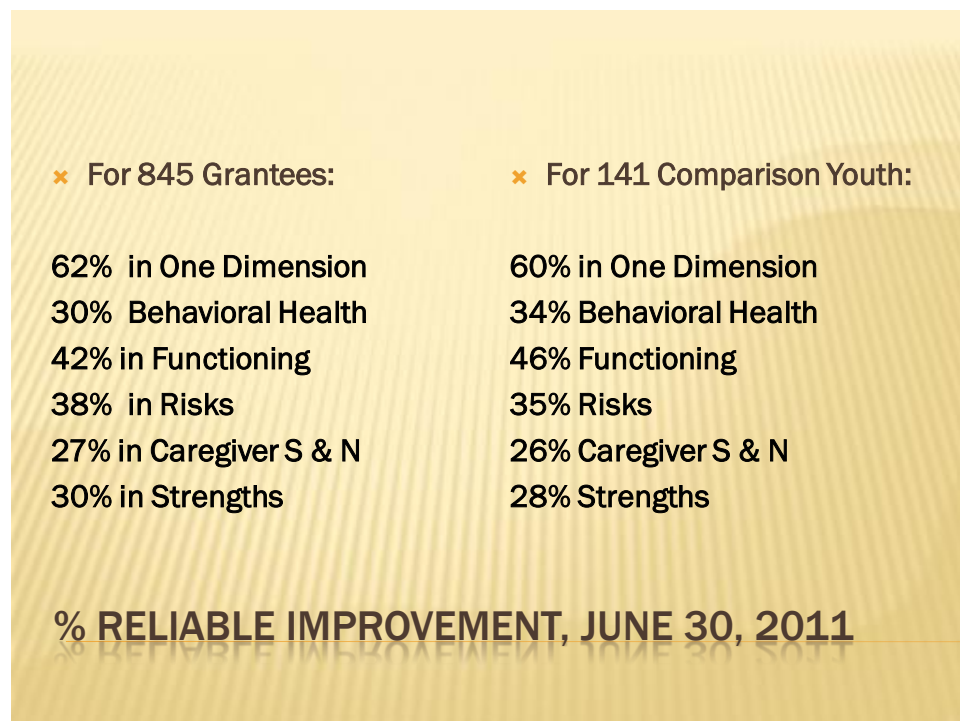 For 845 Grantees:
62% in One Dimension
30% Behavioral Health
42% in Functioning
38% in Risks
27% in Caregiver S & N
30% in Strengths
For 141 Comparison Youth:
60% in One Dimension
34% Behavioral Health
46% Functioning
35% Risks
26% Caregiver S & N
28% Strengths
% RELIABLE IMPROVEMENT, JUNE 30, 2011